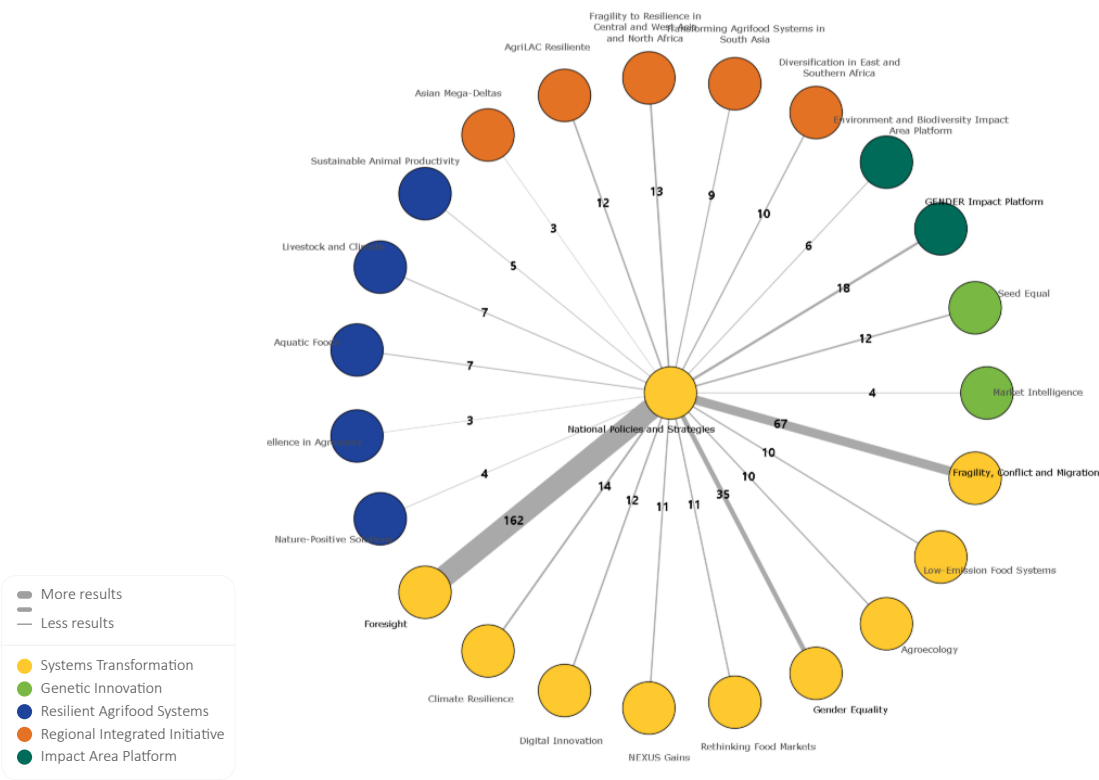 Fragility to Resilience in
Central and West Asia
and North Africa
Transforming Agrifood Systems in
South Asia
AgriLAC Resiliente
Diversification in East and
Southern Africa
Asian Mega-Deltas
Environment and Biodiversity Impact
Area Platform
Sustainable Animal Productivity
GENDER Impact Platform
Livestock and
Seed Equal
Aquatic
Market Intelligence
ellence in
Fragility, Conflict and Migration
Nature-Positive
Low-Emission Food Systems
Foresight
Agroecology
Climate Resilience
Gender Equality
Digital Innovation
Rethinking Food Markets
NEXUS Gains
National Policies and Strategies
12
13
9
10
3
6
5
18
7
12
7
4
3
67
4
10
162
14
12
11
11
35
10
More results
Less results
Systems Transformation
Genetic Innovation
Resilient Agrifood Systems
Regional Integrated Initiative
Impact Area Platform